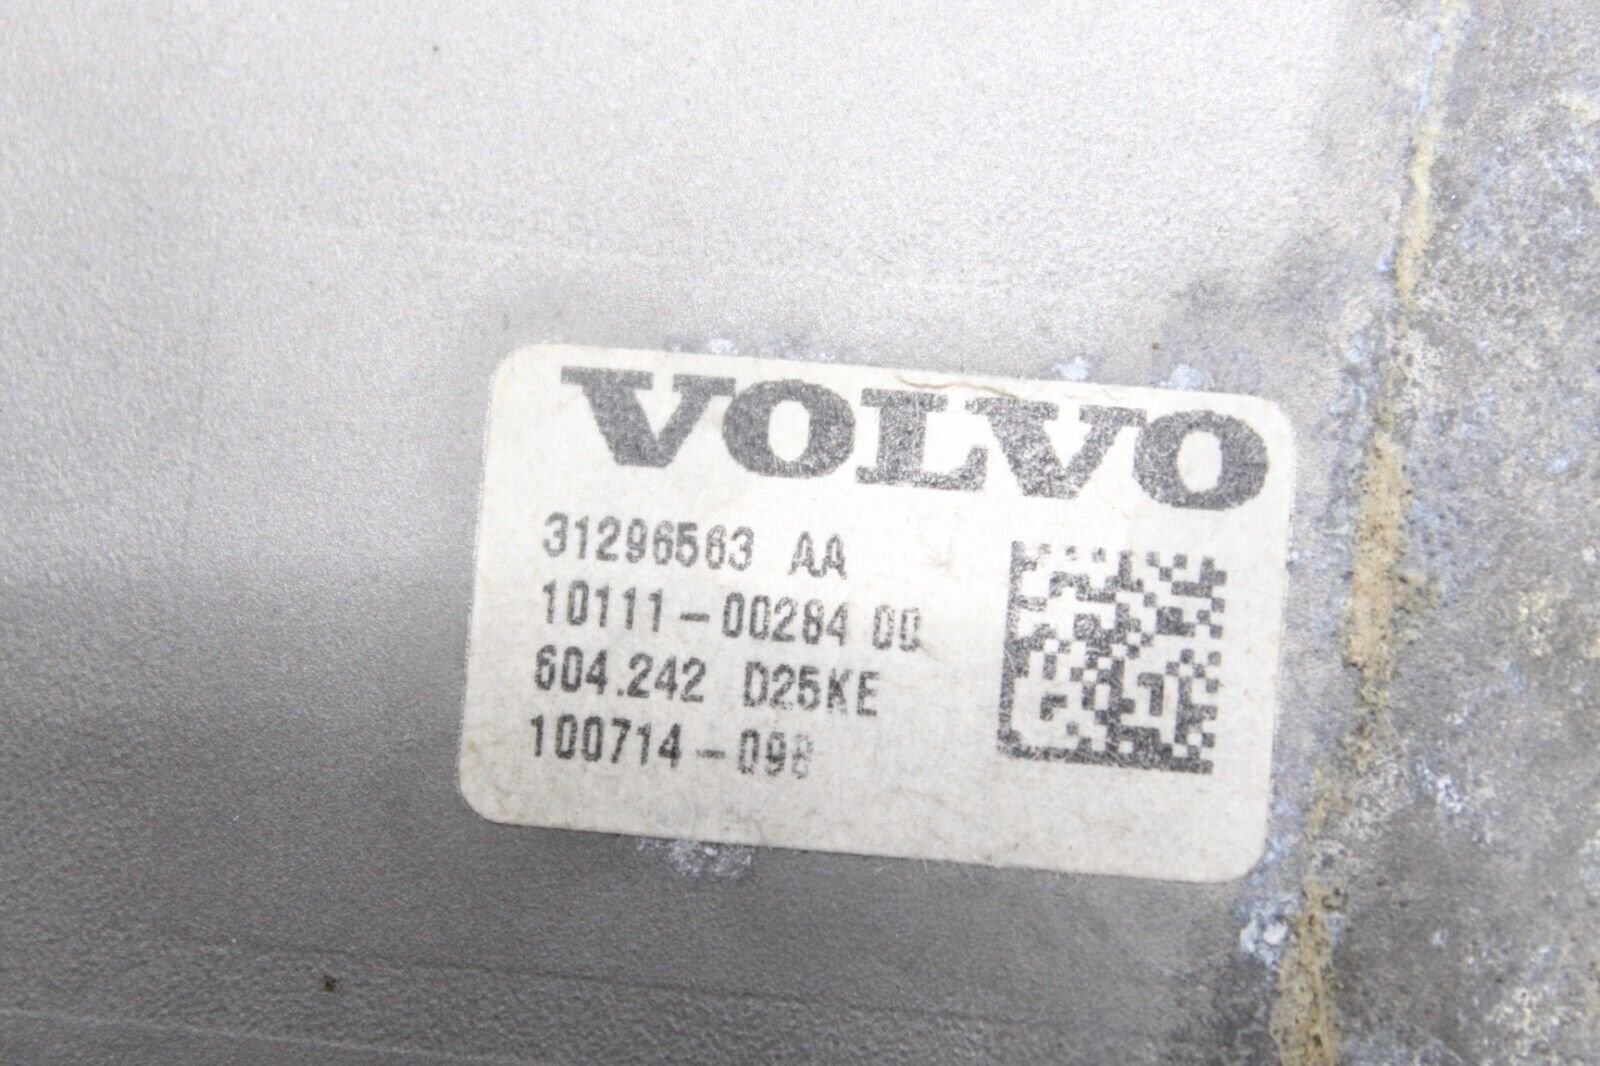 VOLVO
31296563 AA
10111-00284 00
604.242 D25KE
100714-098